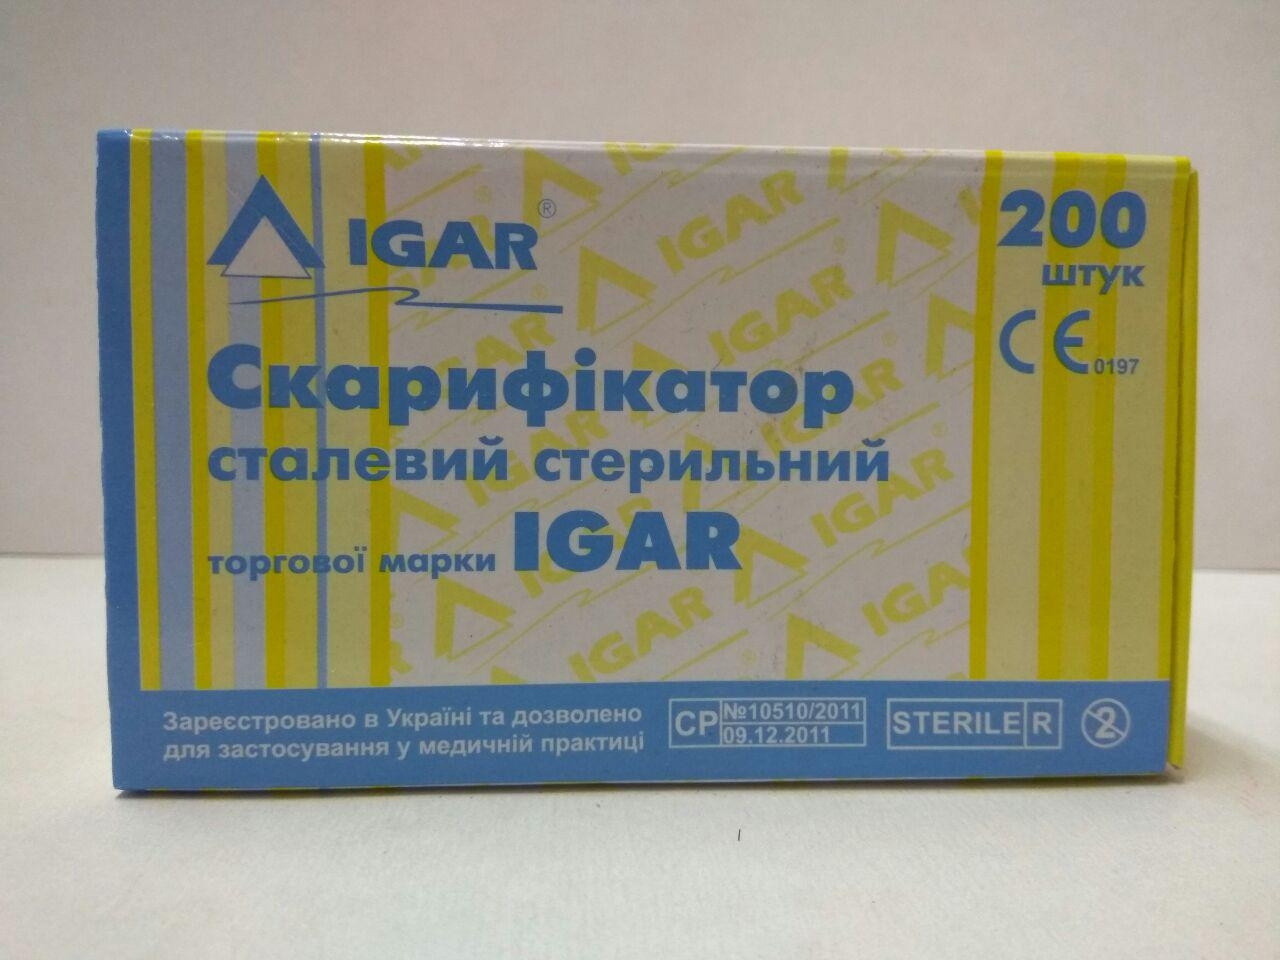 IGAR®
200
штук
CE 0197
Скарифікатор
сталевий стерильний
торгової марки IGAR
Зареєстровано в Україні та дозволено
для застосування у медичній практиці
СР №10510/2011
09.12.2011
STERILE R
2